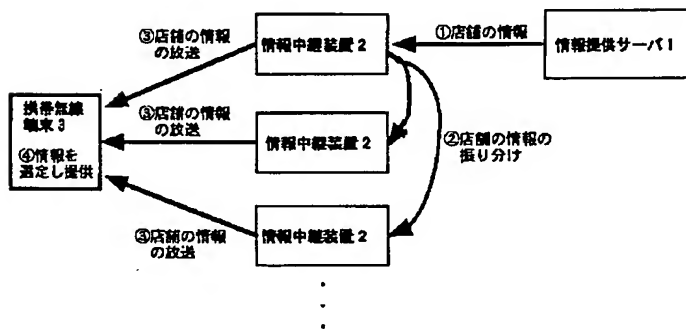 ③店舗の情報
の放送
情報中継装置2
①店舗の情報
情報提供サーバ1
携帯無線
端末3
④情報を
選定し提供
③店舗の情報
の放送
情報中継装置2
②店舗の情報の
振り分け
③店舗の情報
の放送
情報中継装置2